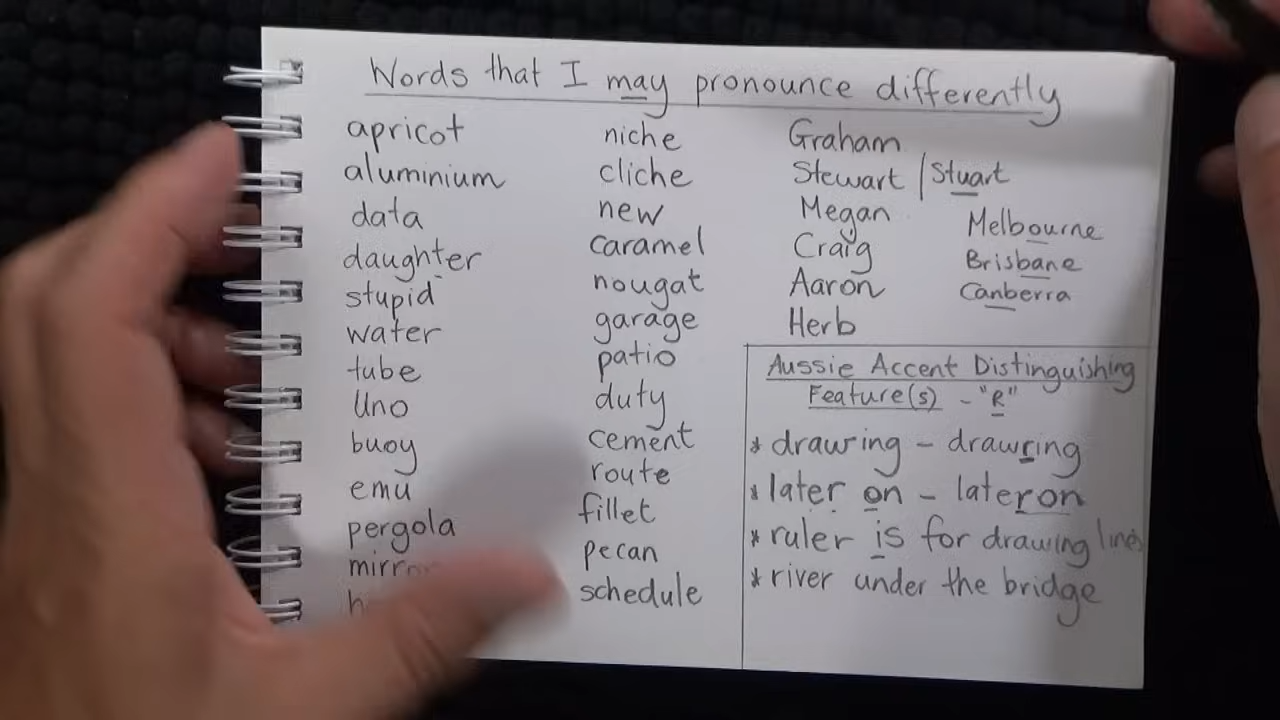 Words that I may pronounce differently
apricot
aluminium
data
daughter
stupid
water
tube
Uno
buoy
emu
pergola
niche
cliche
new
caramel
nougat
garage
patio
duty
cement
route
fillet
pecan
schedule
Graham
Stewart / Stuart
Megan
Craig
Aaron
Herb
Melbourne
Brisbane
Canberra
Aussie Accent Distinguishing
Feature(s) - "R"
* drawing - drawring
* later on - later on
* ruler is for drawing lines
* river under the bridge